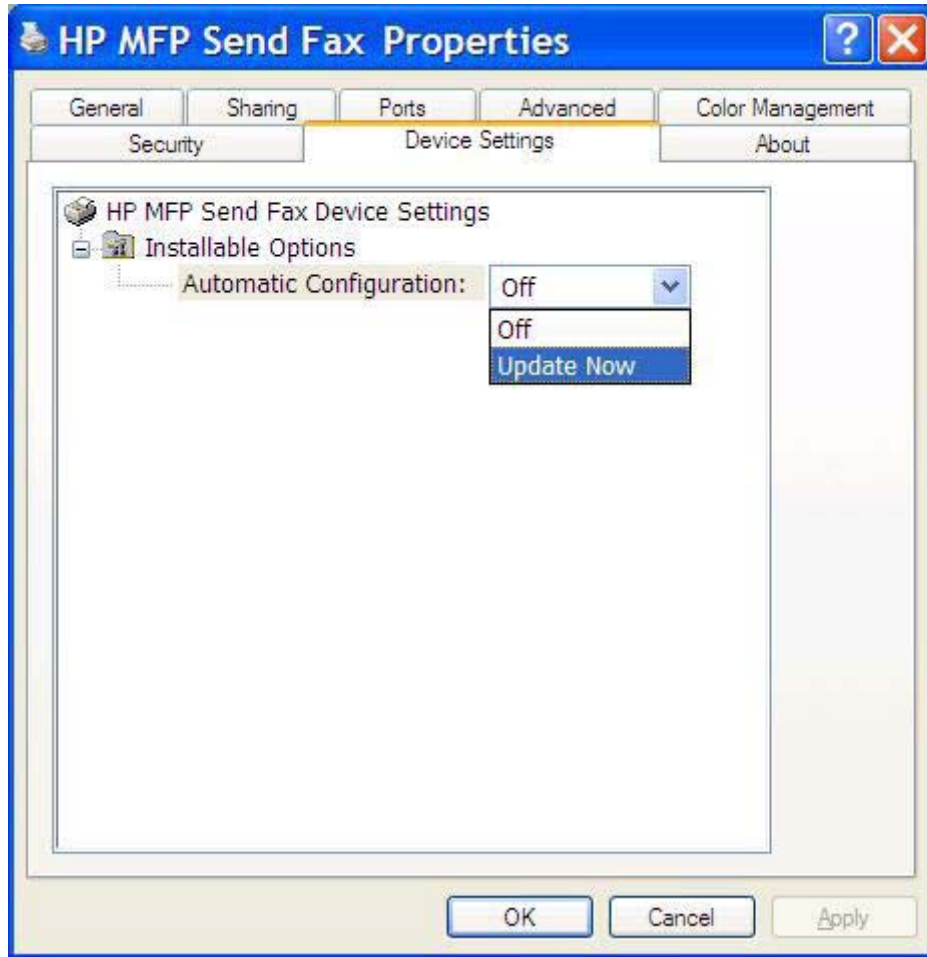 HP MFP Send Fax Properties
General Sharing Ports Advanced Color Management
Security Device Settings About
HP MFP Send Fax Device Settings
Installable Options
Automatic Configuration: Off
Off
Update Now
OK Cancel Apply